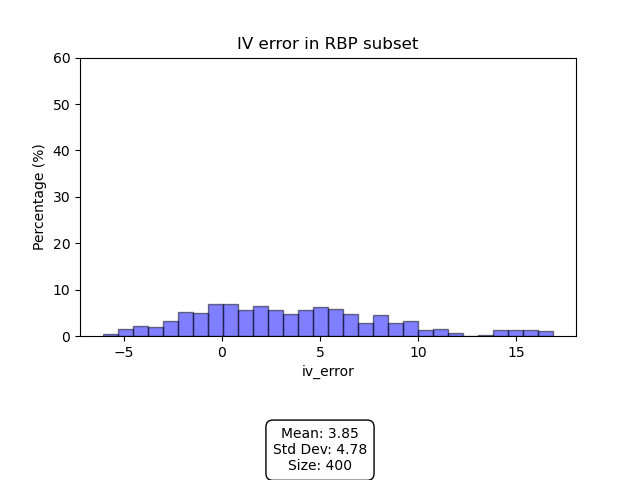 IV error in RBP subset
60
50
40
30
20
10
0
Percentage (%)
−5
0
5
10
15
iv_error
Mean: 3.85
Std Dev: 4.78
Size: 400